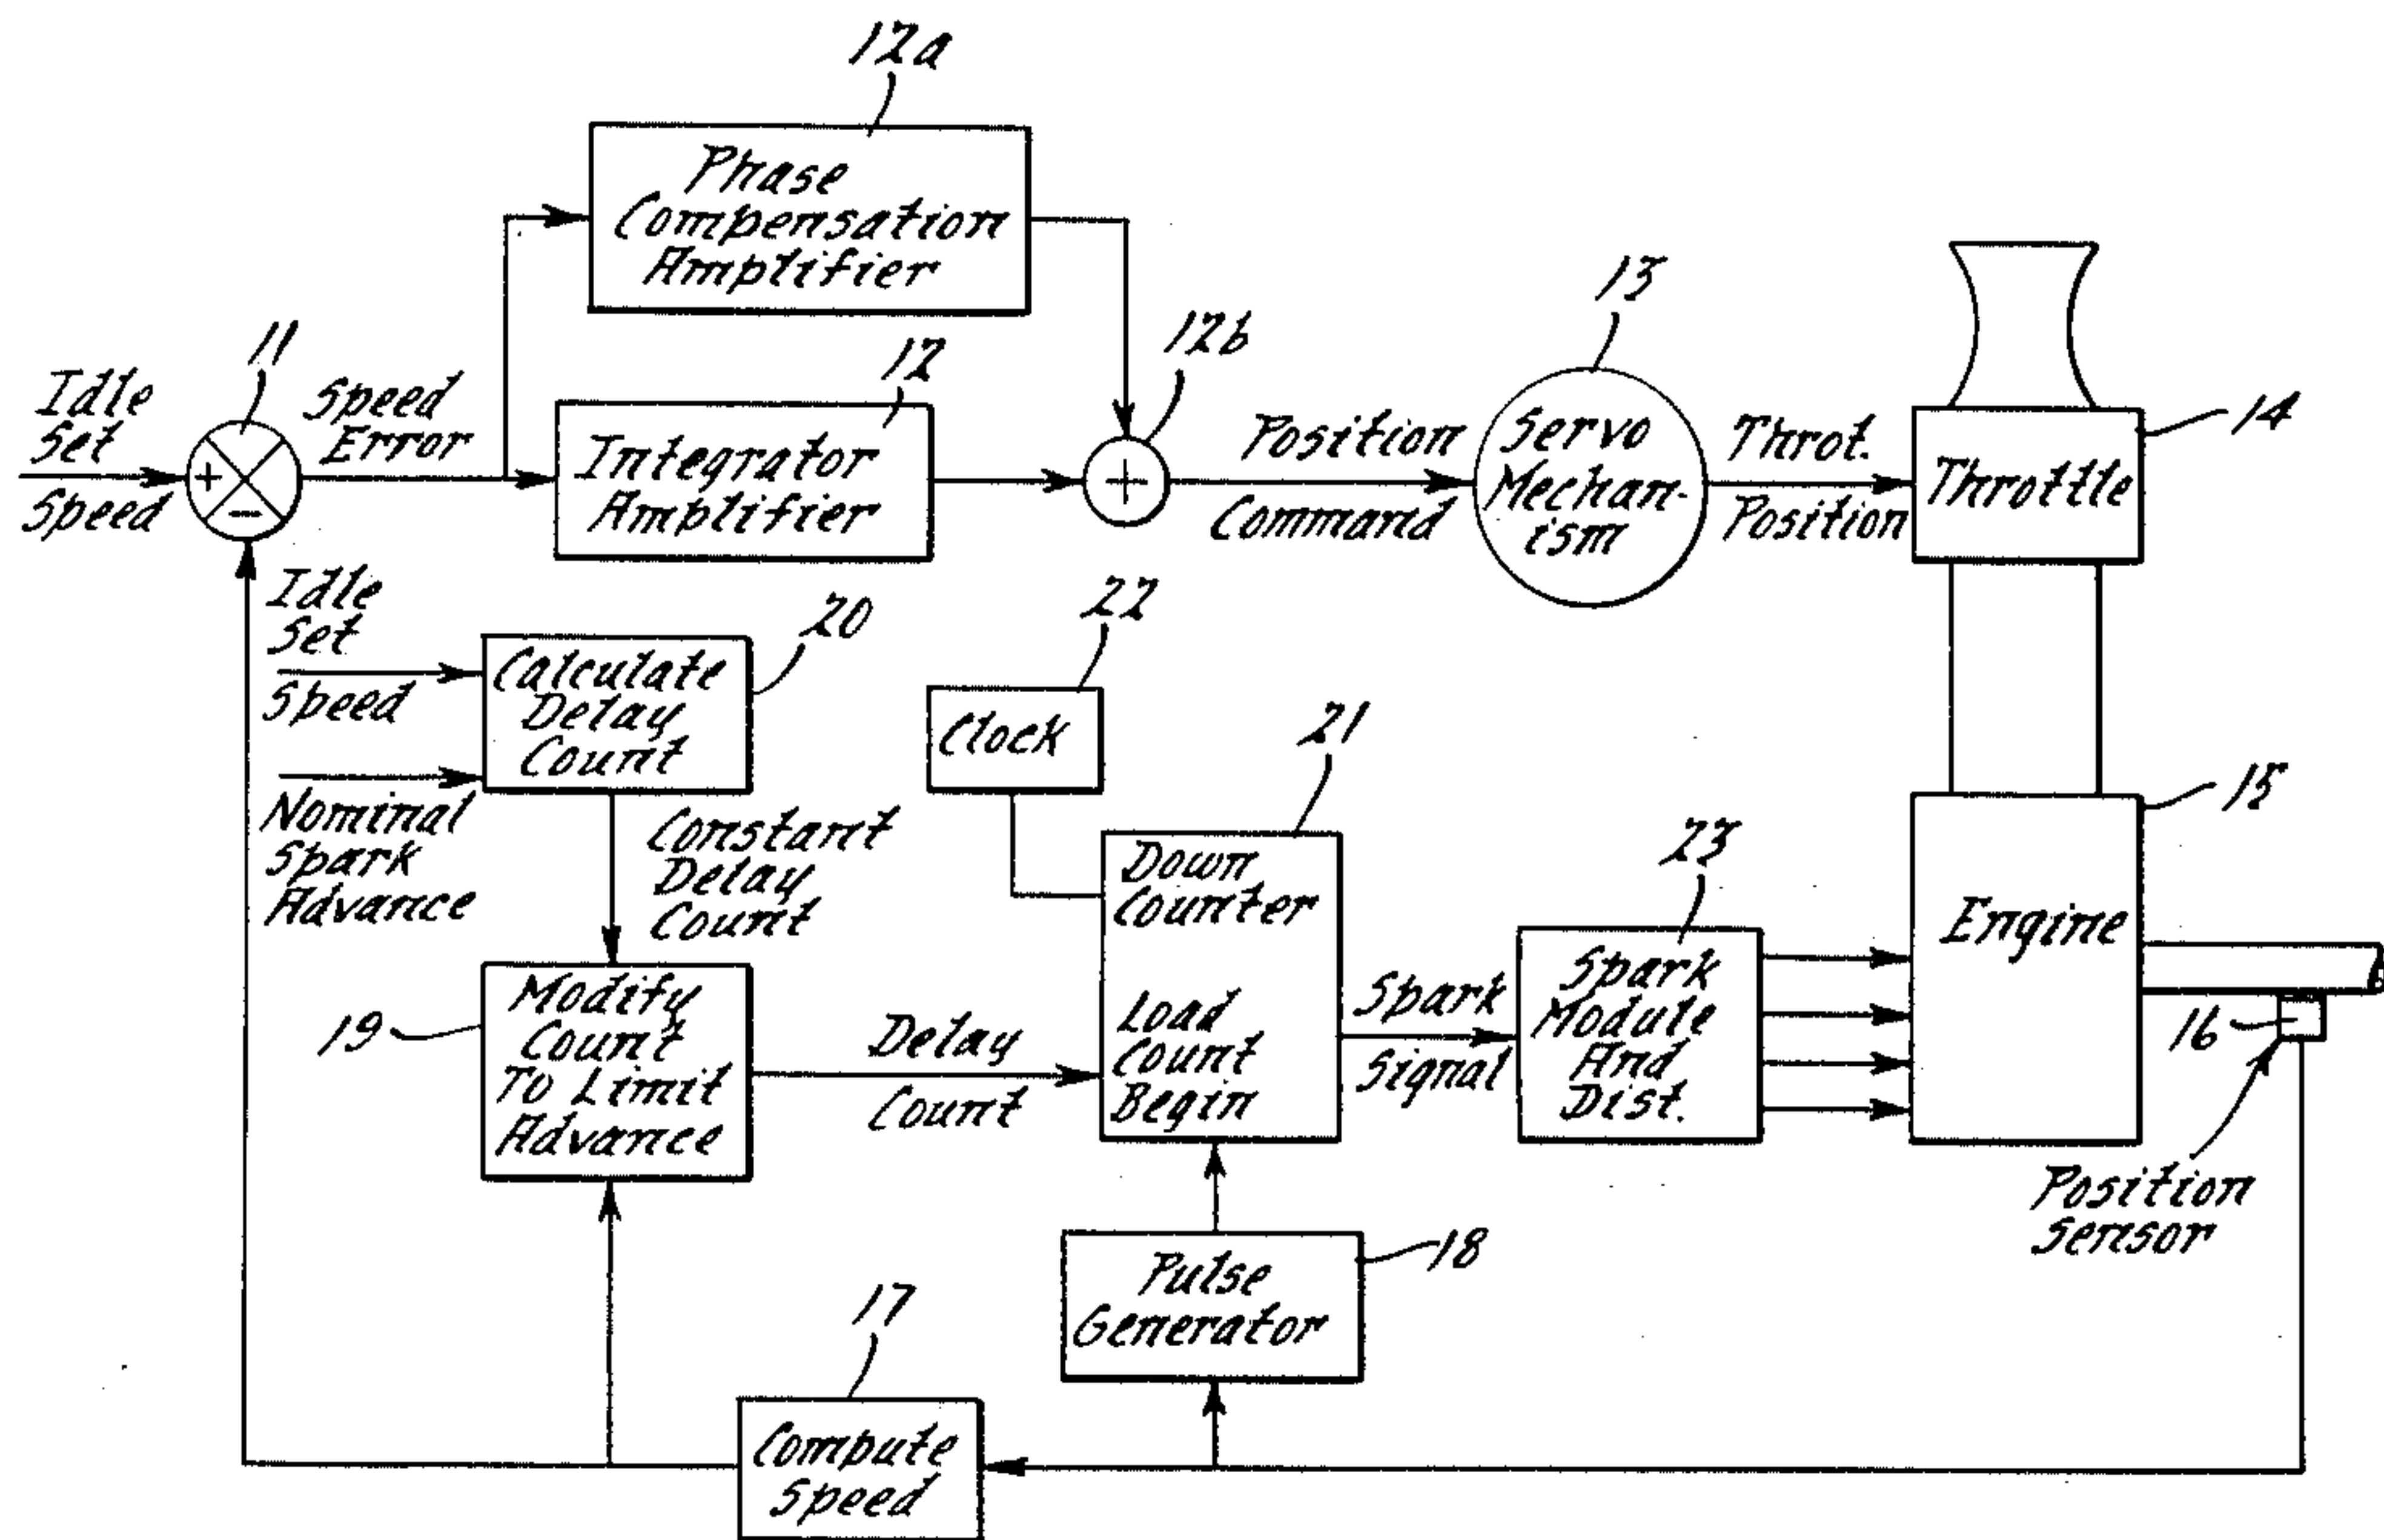 12a
Phase
Compensation
Amplifier
11
Idle
Set
Speed
+
-
Speed
Error
12
Integrator
Amplifier
12b
+
Position
Command
13
Servo
Mechan-
ism
Throt.
Position
14
Throttle
Idle
Set
Speed
Nominal
Spark
Advance
20
Calculate
Delay
Count
Constant
Delay
Count
22
Clock
21
Down
Counter
Load
Count
Begin
19
Modify
Count
To Limit
Advance
Delay
Count
Spark
Signal
23
Spark
Module
And
Dist.
15
Engine
16
Position
Sensor
18
Pulse
Generator
17
Compute
Speed